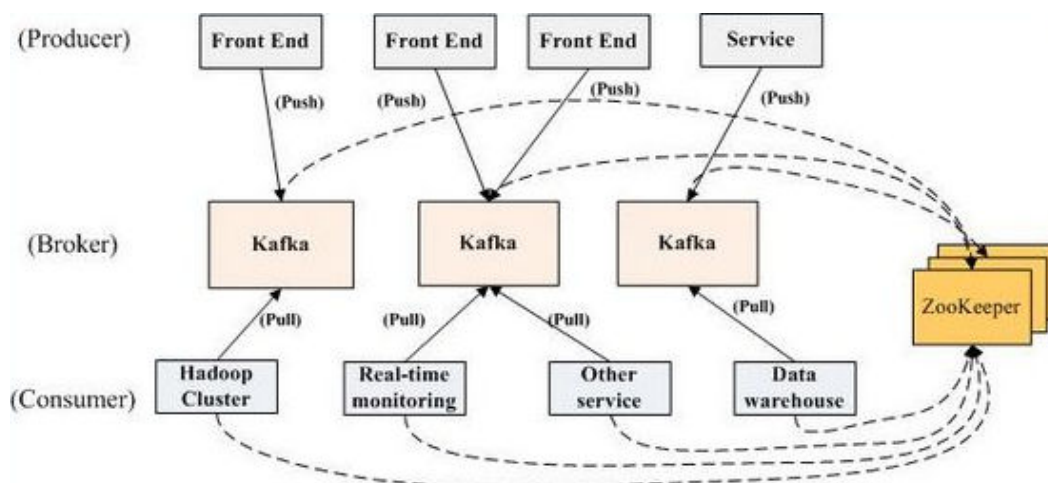 (Producer)
Front End
Front End
Front End
Service
(Push)
(Push)
(Push)
(Push)
(Broker)
Kafka
Kafka
Kafka
ZooKeeper
(Pull)
(Pull)
(Pull)
(Pull)
(Consumer)
Hadoop
Cluster
Real-time
monitoring
Other
service
Data
warehouse